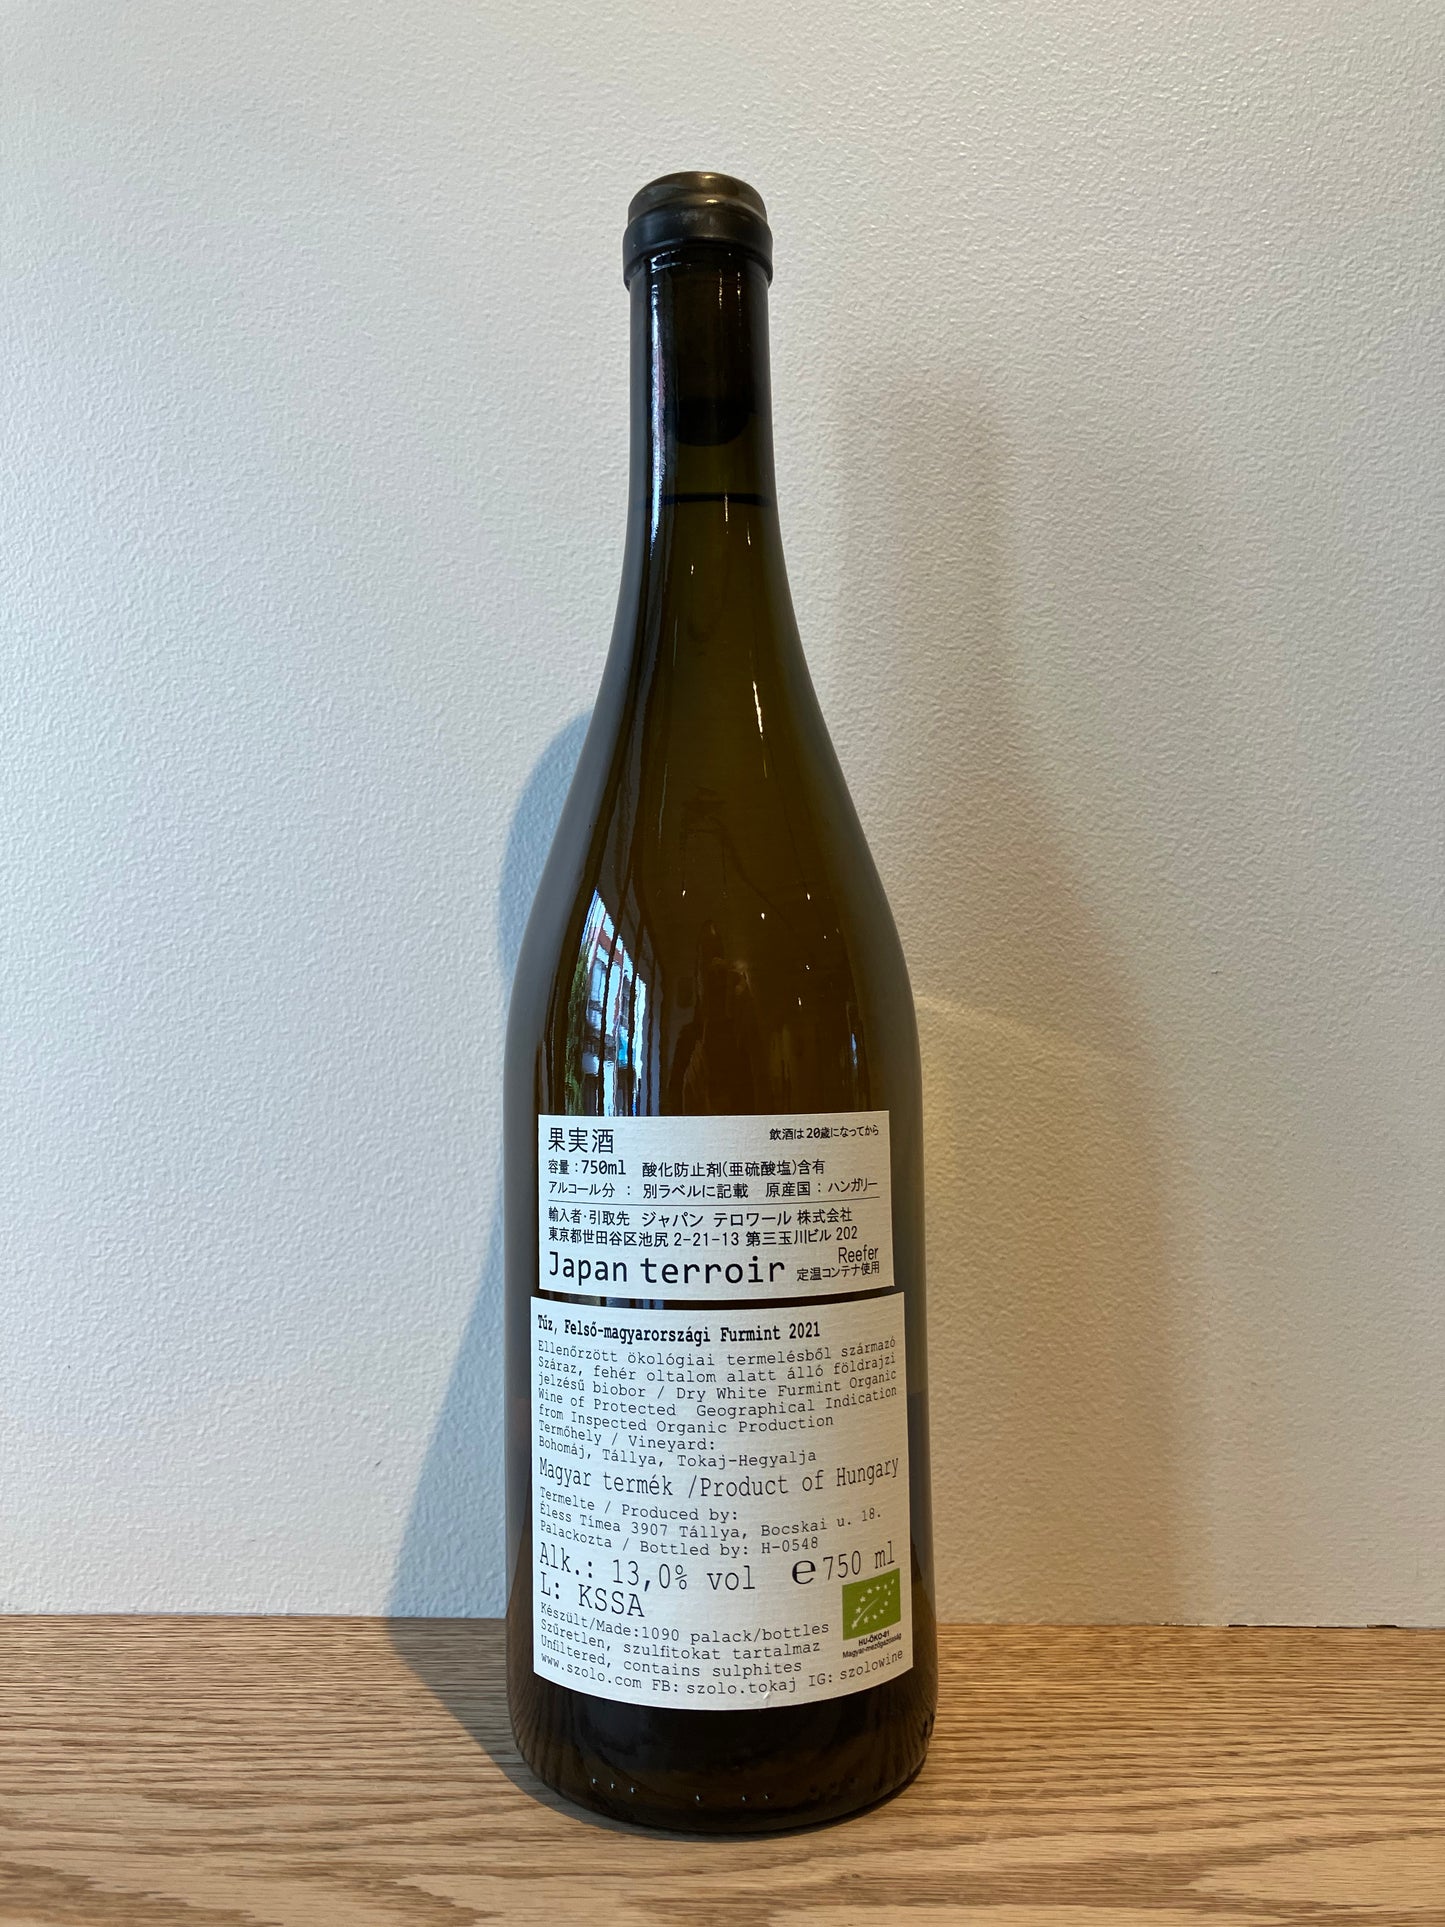 果実酒 飲酒は20歳になってから
容量:750ml 酸化防止剤(亜硫酸塩)含有
アルコール分 : 別ラベルに記載 原産国:ハンガリー
輸入者・引取先 ジャパン テロワール 株式会社
東京都世田谷区池尻 2-21-13 第三玉川ビル 202
Reefer
Japan terroir 定温コンテナ使用
Tűz, Felső-magyarországi Furmint 2021
Ellenőrzött ökológiai termelésből származó
Száraz, fehér oltalom alatt álló földrajzi
jelzésű biobor / Dry White Furmint Organic
Wine of Protected Geographical Indication
from Inspected Organic Production
Termőhely / Vineyard:
Bohomáj, Tállya, Tokaj-Hegyalja
Magyar termék /Product of Hungary
Termelte / Produced by:
Éless Tímea 3907 Tállya, Bocskai u. 18.
Palackozta / Bottled by: H-0548
Alk.: 13,0% vol ℮ 750 ml
L: KSSA
Készült/Made:1090 palack/bottles
Szűretlen, szulfitokat tartalmaz
Unfiltered, contains sulphites
www.szolo.com FB: szolo.tokaj IG: szolowine
HU-ÖKO-01
Magyar-mezőgazdaság